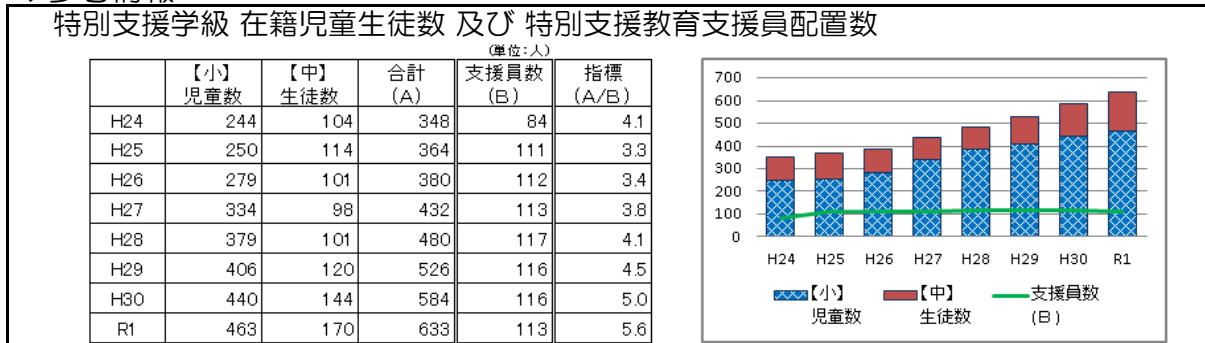 特別支援学級 在籍児童生徒数 及び 特別支援教育支援員配置数
(単位:人)
【小】児童数 【中】生徒数 合計(A) 支援員数(B) 指標(A/B)
H24 244 104 348 84 4.1
H25 250 114 364 111 3.3
H26 279 101 380 112 3.4
H27 334 98 432 113 3.8
H28 379 101 480 117 4.1
H29 406 120 526 116 4.5
H30 440 144 584 116 5.0
R1 463 170 633 113 5.6
700
600
500
400
300
200
100
0
H24 H25 H26 H27 H28 H29 H30 R1
【小】児童数 【中】生徒数 支援員数(B)